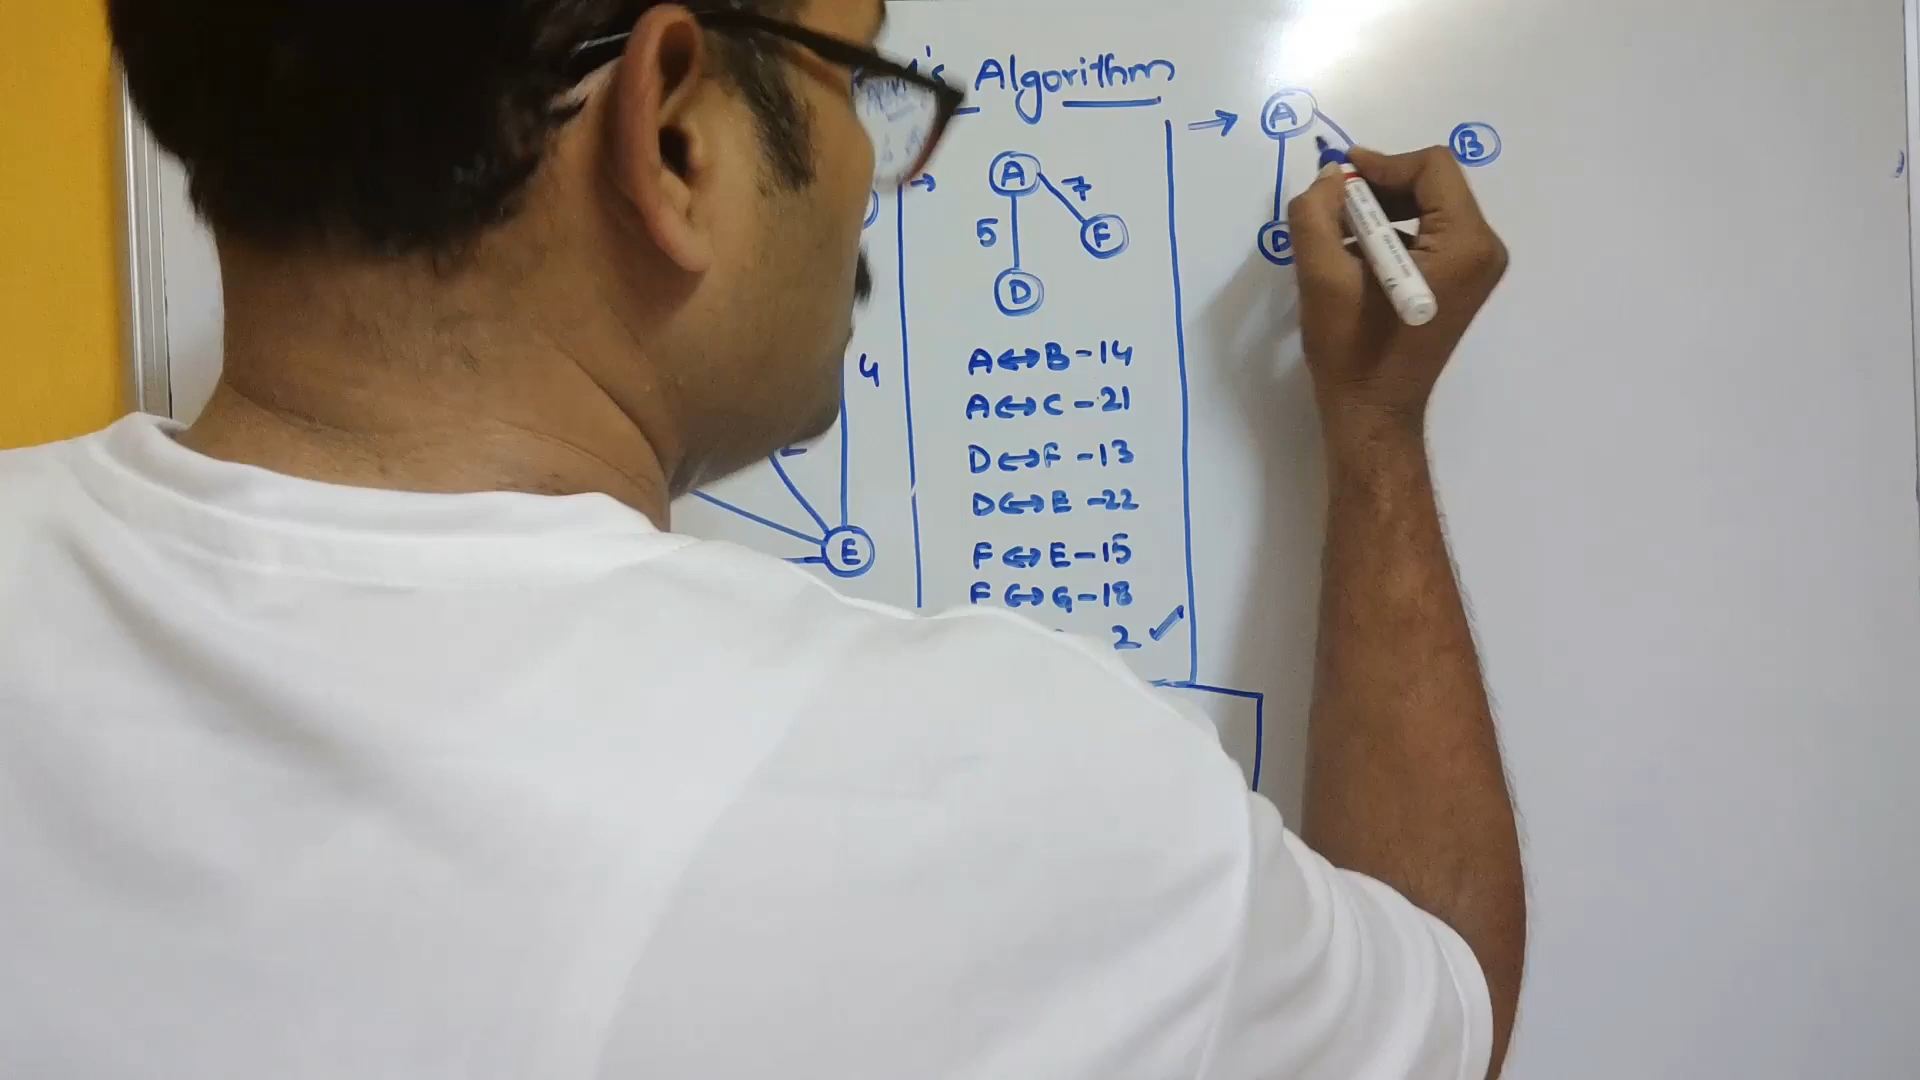 's Algorithm
A
B
A
7
5
F
D
D
A↔B-14
4
A↔C-21
D↔F-13
D↔E-22
F↔E-15
E
F↔G-18
2 ✓